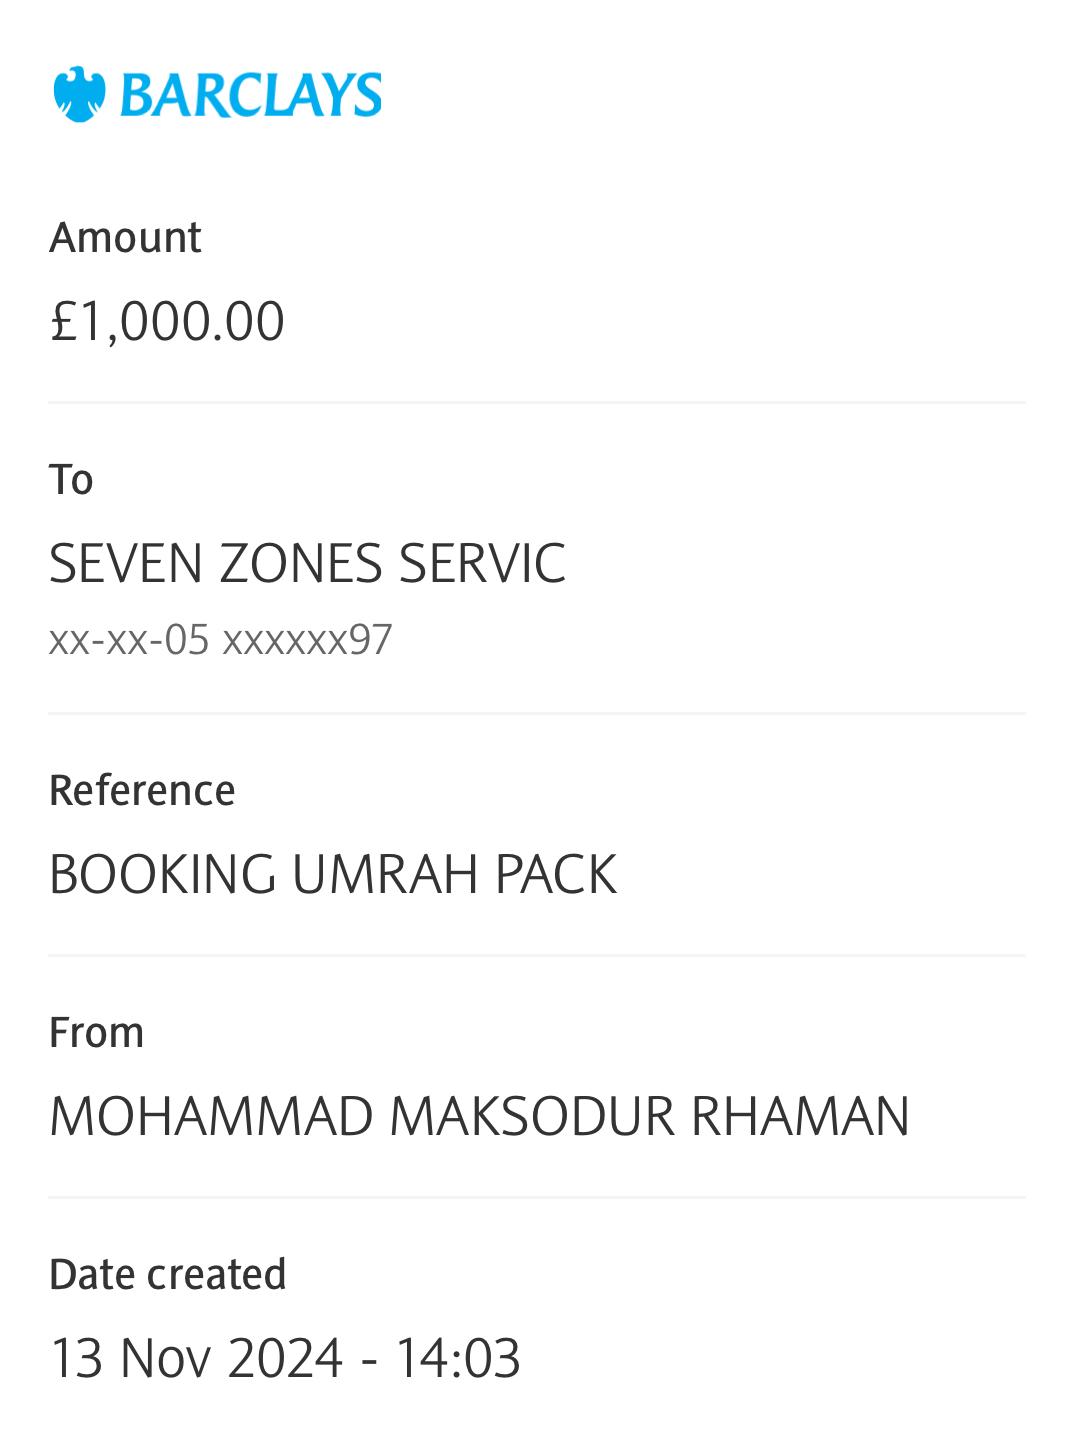 BARCLAYS
Amount
£1,000.00
To
SEVEN ZONES SERVIC
xx-xx-05 xxxxxx97
Reference
BOOKING UMRAH PACK
From
MOHAMMAD MAKSODUR RHAMAN
Date created
13 Nov 2024 - 14:03